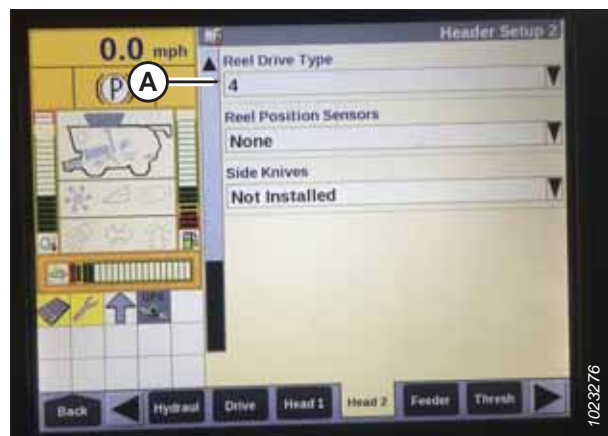 0.0 mph
Header Setup 2
Reel Drive Type
A
4
(P)
Reel Position Sensors
None
Side Knives
Not Installed
GPS
Back
Hydraul
Drive
Head 1
Head 2
Feeder
Thresh
1023276